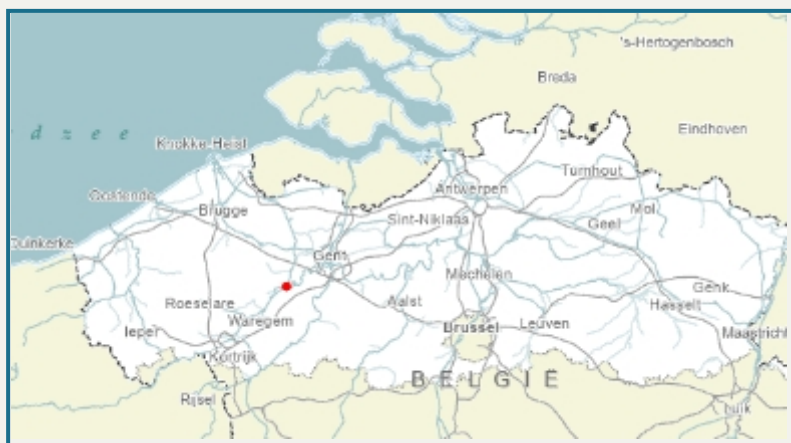 's-Hertogenbosch
Breda
d z e e
Eindhoven
Knokke-Heist
Turnhout
Antwerpen
Oostende
Mol
Brugge
Sint-Niklaas
Geel
Duinkerke
Gent
Mechelen
Genk
Roeselare
Aalst
Hasselt
Waregem
Ieper
Brussel
Leuven
Maastricht
Kortrijk
BELGIË
Rijsel
Luik